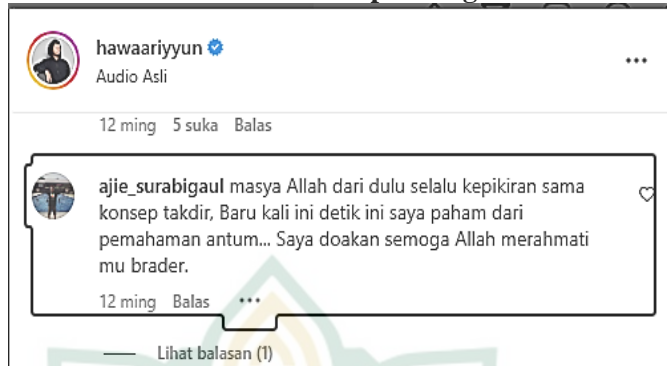 hawaariyyun
Audio Asli
12 ming 5 suka Balas
ajie_surabigaul masya Allah dari dulu selalu kepikiran sama
konsep takdir, Baru kali ini detik ini saya paham dari
pemahaman antum... Saya doakan semoga Allah merahmati
mu brader.
12 ming Balas
Lihat balasan (1)